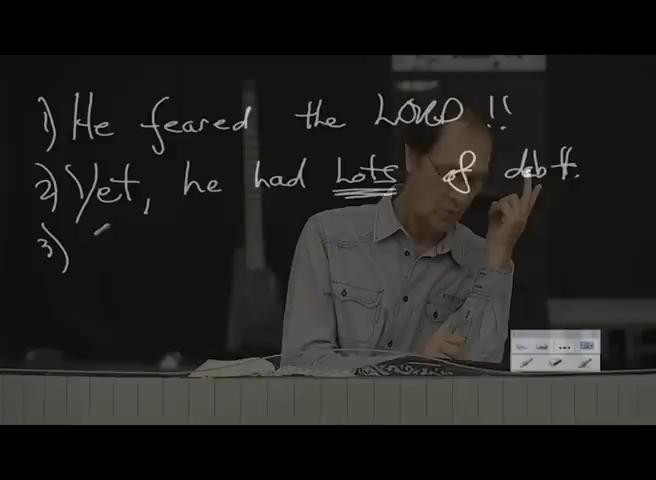 1) He feared the LORD !!
2) Yet, he had Lots of debt.
3)